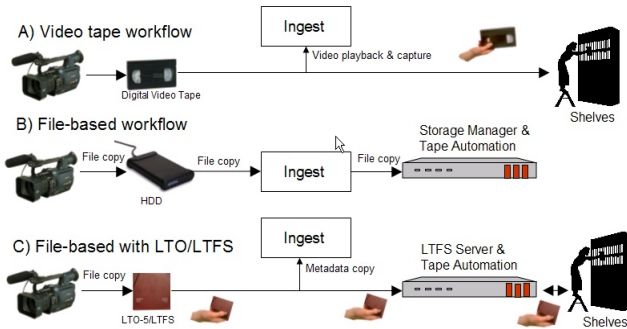 A) Video tape workflow
Ingest
Video playback & capture
Digital Video Tape
Shelves
B) File-based workflow
File copy
File copy
Ingest
File copy
Storage Manager &
Tape Automation
HDD
C) File-based with LTO/LTFS
Ingest
File copy
Metadata copy
LTFS Server &
Tape Automation
LTO-5/LTFS
Shelves